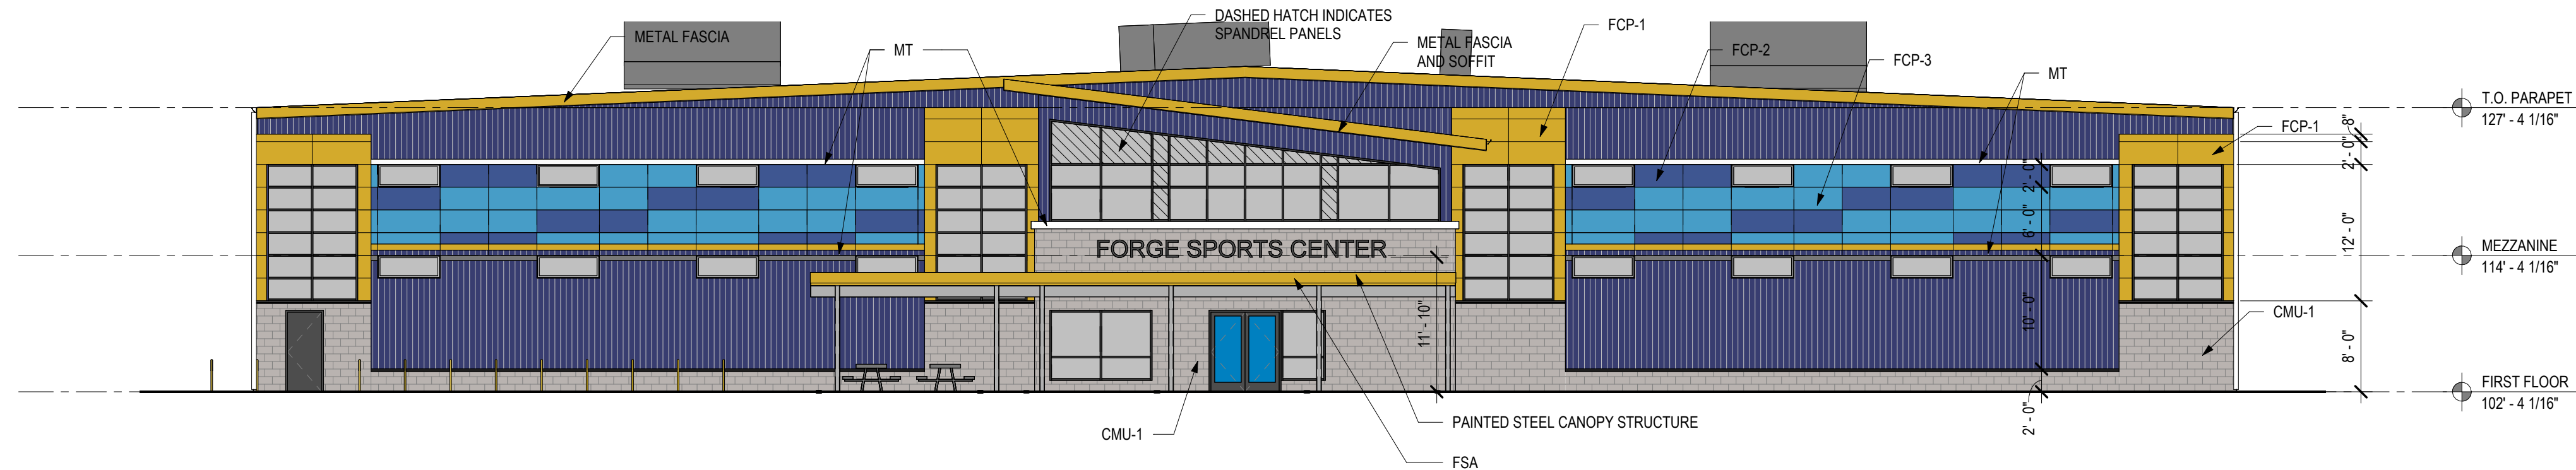 DASHED HATCH INDICATES
SPANDREL PANELS
METAL FASCIA
MT
METAL FASCIA
AND SOFFIT
FCP-1
FCP-2
FCP-3
MT
T.O. PARAPET
127' - 4 1/16"
FCP-1
8"
2' - 0"
2' - 0"
6' - 0"
12' - 0"
FORGE SPORTS CENTER
MEZZANINE
114' - 4 1/16"
11' - 10"
10' - 0"
CMU-1
8' - 0"
FIRST FLOOR
102' - 4 1/16"
2' - 0"
PAINTED STEEL CANOPY STRUCTURE
CMU-1
FSA